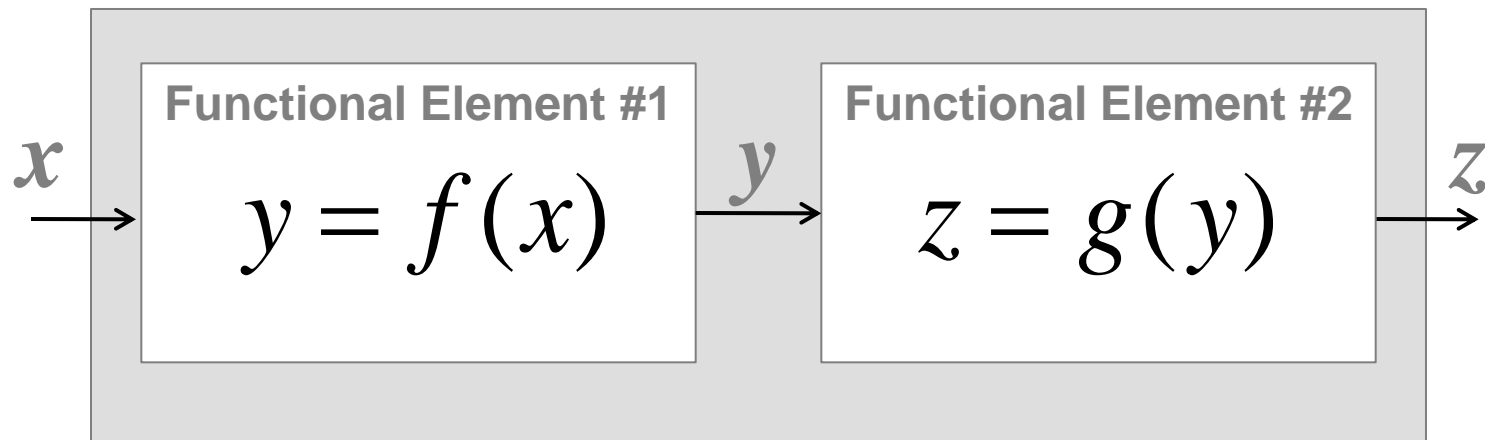 Functional Element #1
Functional Element #2
x
y
z
y = f(x)
z = g(y)